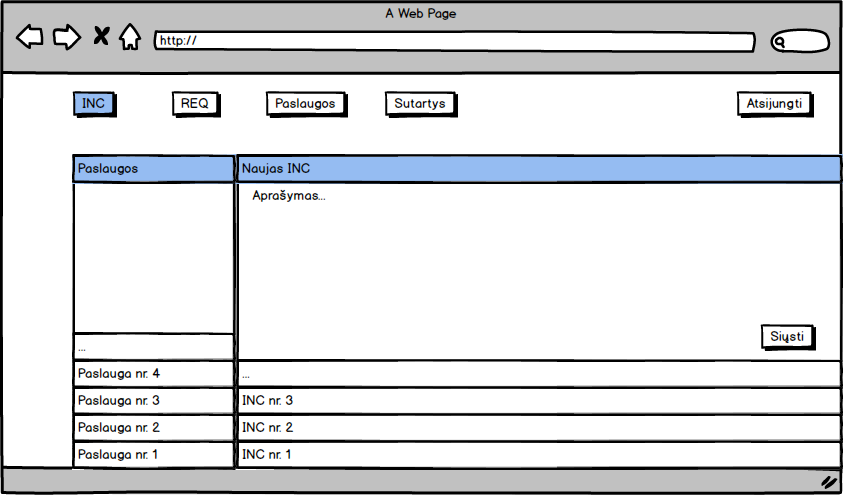 A Web Page
http://
INC REQ Paslaugos Sutartys Atsijungti
Paslaugos Naujas INC
Aprašymas...
Siųsti
...
Paslauga nr. 4 ...
Paslauga nr. 3 INC nr. 3
Paslauga nr. 2 INC nr. 2
Paslauga nr. 1 INC nr. 1